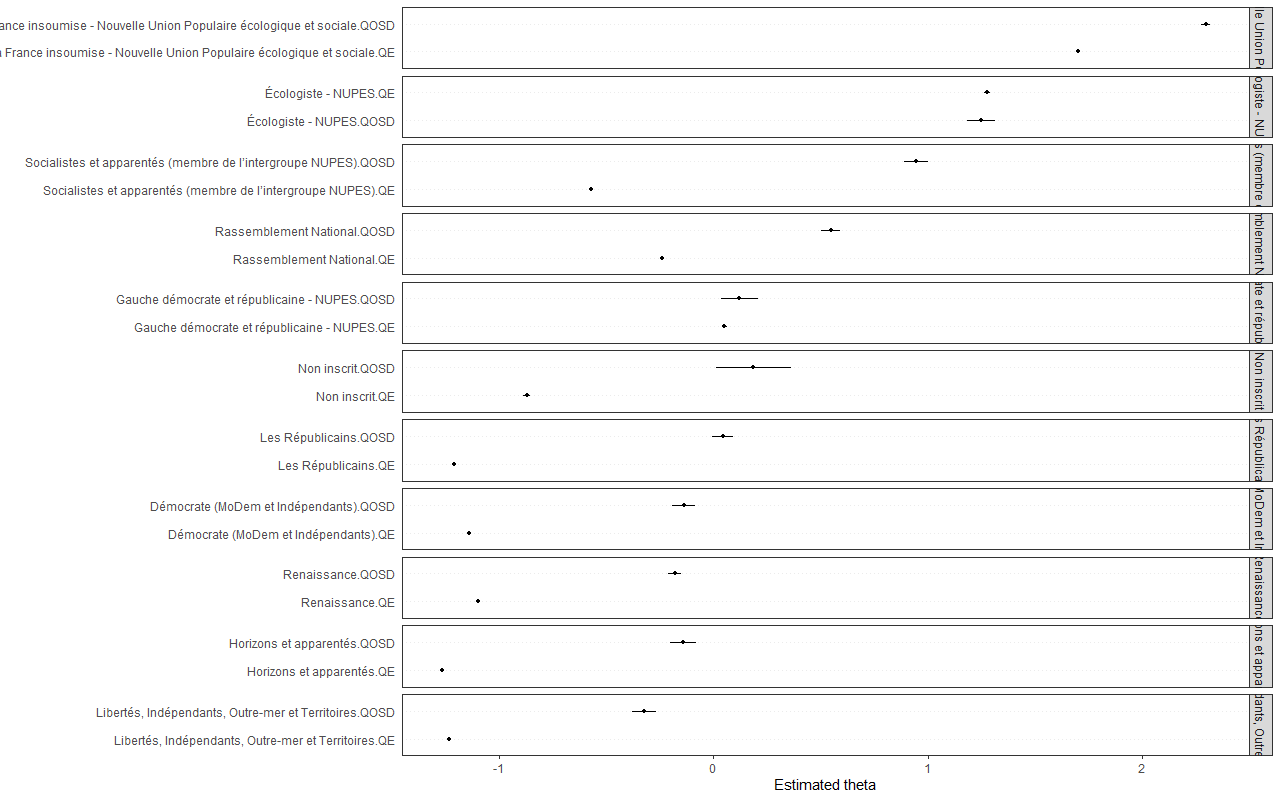 ance insoumise - Nouvelle Union Populaire écologique et sociale.QOSD
France insoumise - Nouvelle Union Populaire écologique et sociale.QE
le Union P
Écologiste - NUPES.QE
Écologiste - NUPES.QOSD
ogiste - NU
Socialistes et apparentés (membre de l'intergroupe NUPES).QOSD
Socialistes et apparentés (membre de l'intergroupe NUPES).QE
s (membre
Rassemblement National.QOSD
Rassemblement National.QE
mblement N
Gauche démocrate et républicaine - NUPES.QOSD
Gauche démocrate et républicaine - NUPES.QE
te et répub
Non inscrit.QOSD
Non inscrit.QE
Non inscrit
Les Républicains.QOSD
Les Républicains.QE
s Républica
Démocrate (MoDem et Indépendants).QOSD
Démocrate (MoDem et Indépendants).QE
MoDem et I
Renaissance.QOSD
Renaissance.QE
enaissance
Horizons et apparentés.QOSD
Horizons et apparentés.QE
ns et appa
Libertés, Indépendants, Outre-mer et Territoires.QOSD
Libertés, Indépendants, Outre-mer et Territoires.QE
dants, Outre
-1 0 1 2
Estimated theta